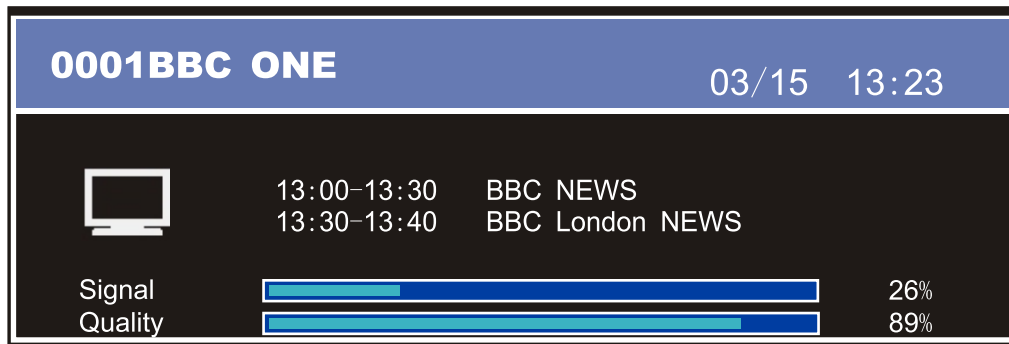 0001BBC ONE
03/15 13:23
13:00-13:30 BBC NEWS
13:30-13:40 BBC London NEWS
Signal 26%
Quality 89%